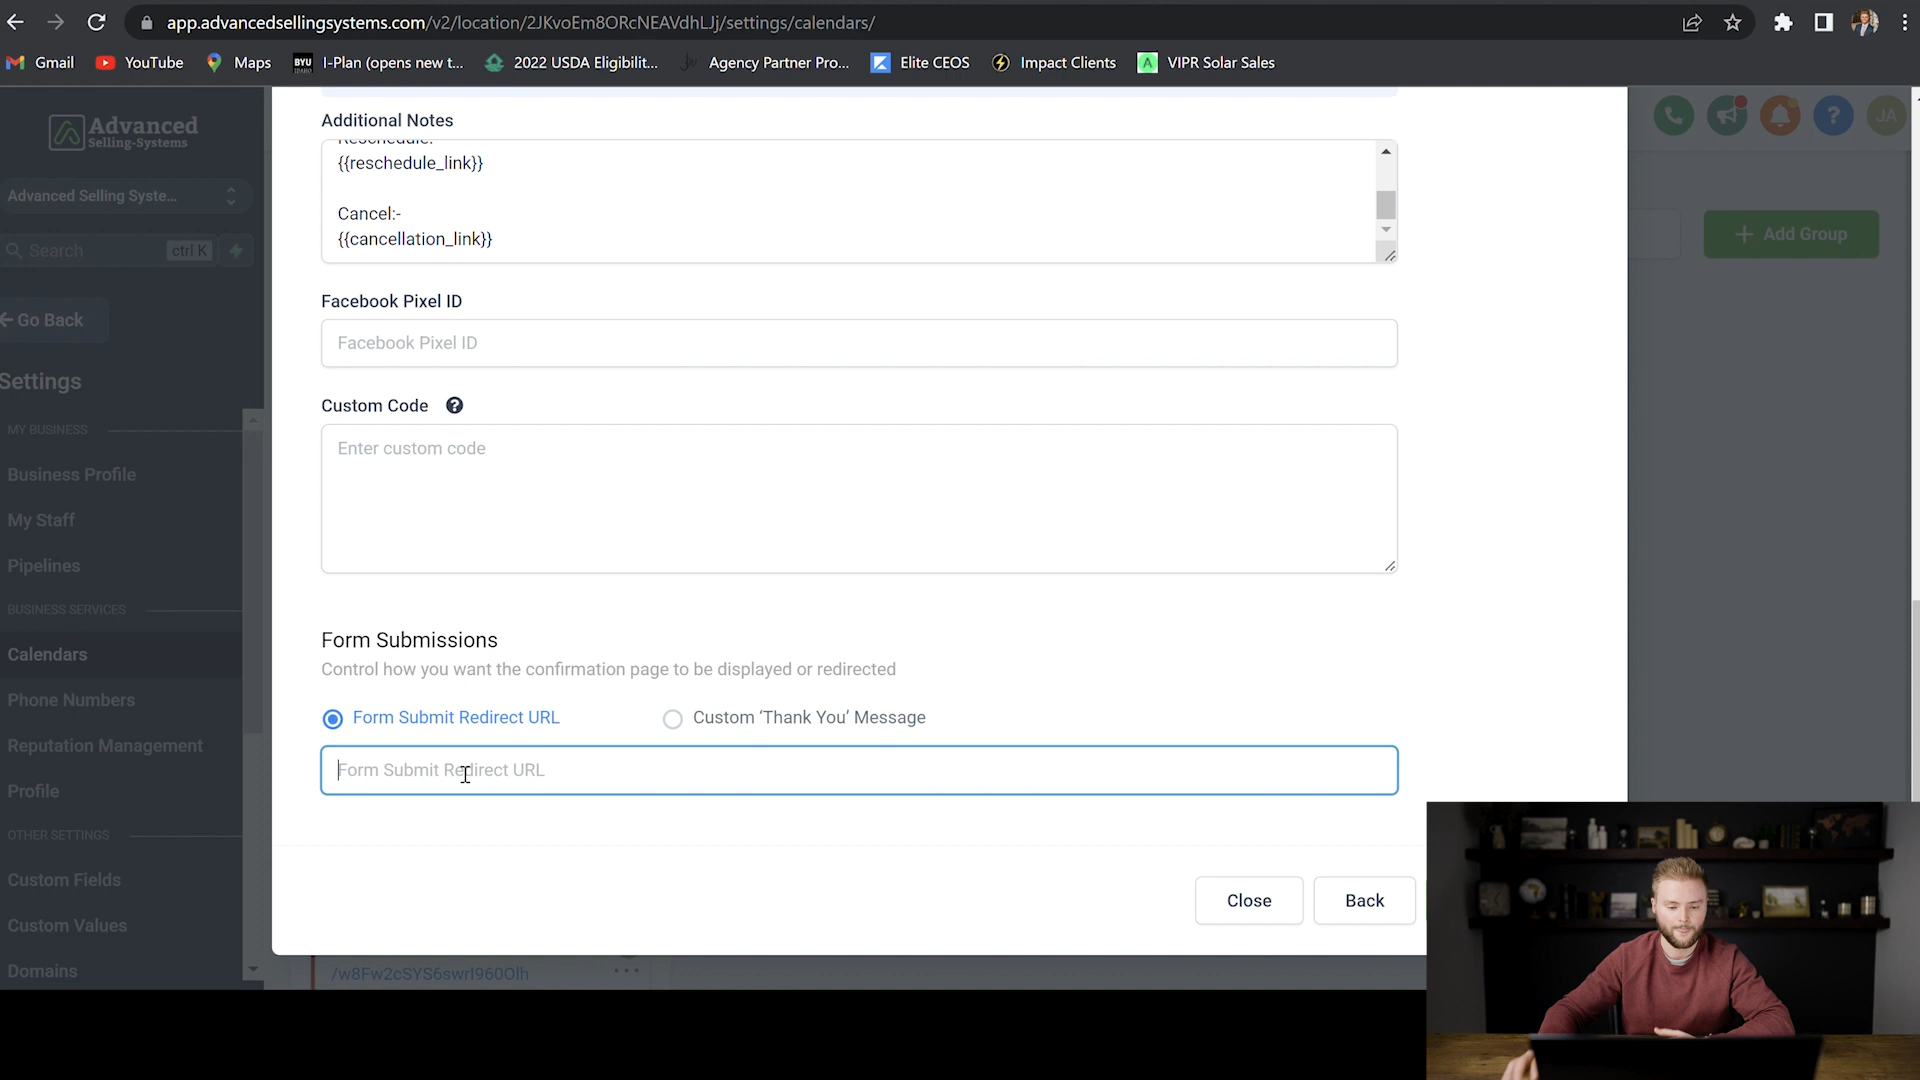 app.advancedsellingsystems.com/v2/location/2JKvoEm8ORcNEAVdhLJj/settings/calendars/
Gmail
YouTube
Maps
BYU
IDAHO
I-Plan (opens new t...
2022 USDA Eligibilit...
Agency Partner Pro...
Elite CEOS
Impact Clients
A
VIPR Solar Sales
Advanced
Selling-Systems
Advanced Selling Syste...
Search
ctrl K
Go Back
Settings
MY BUSINESS
Business Profile
My Staff
Pipelines
BUSINESS SERVICES
Calendars
Phone Numbers
Reputation Management
Profile
OTHER SETTINGS
Custom Fields
Custom Values
Domains
Additional Notes
Reschedule:-
{{reschedule_link}}
Cancel:-
{{cancellation_link}}
Facebook Pixel ID
Facebook Pixel ID
Custom Code ?
Enter custom code
Form Submissions
Control how you want the confirmation page to be displayed or redirected
Form Submit Redirect URL
Custom ‘Thank You’ Message
Form Submit Redirect URL
Close
Back
?
JA
+ Add Group